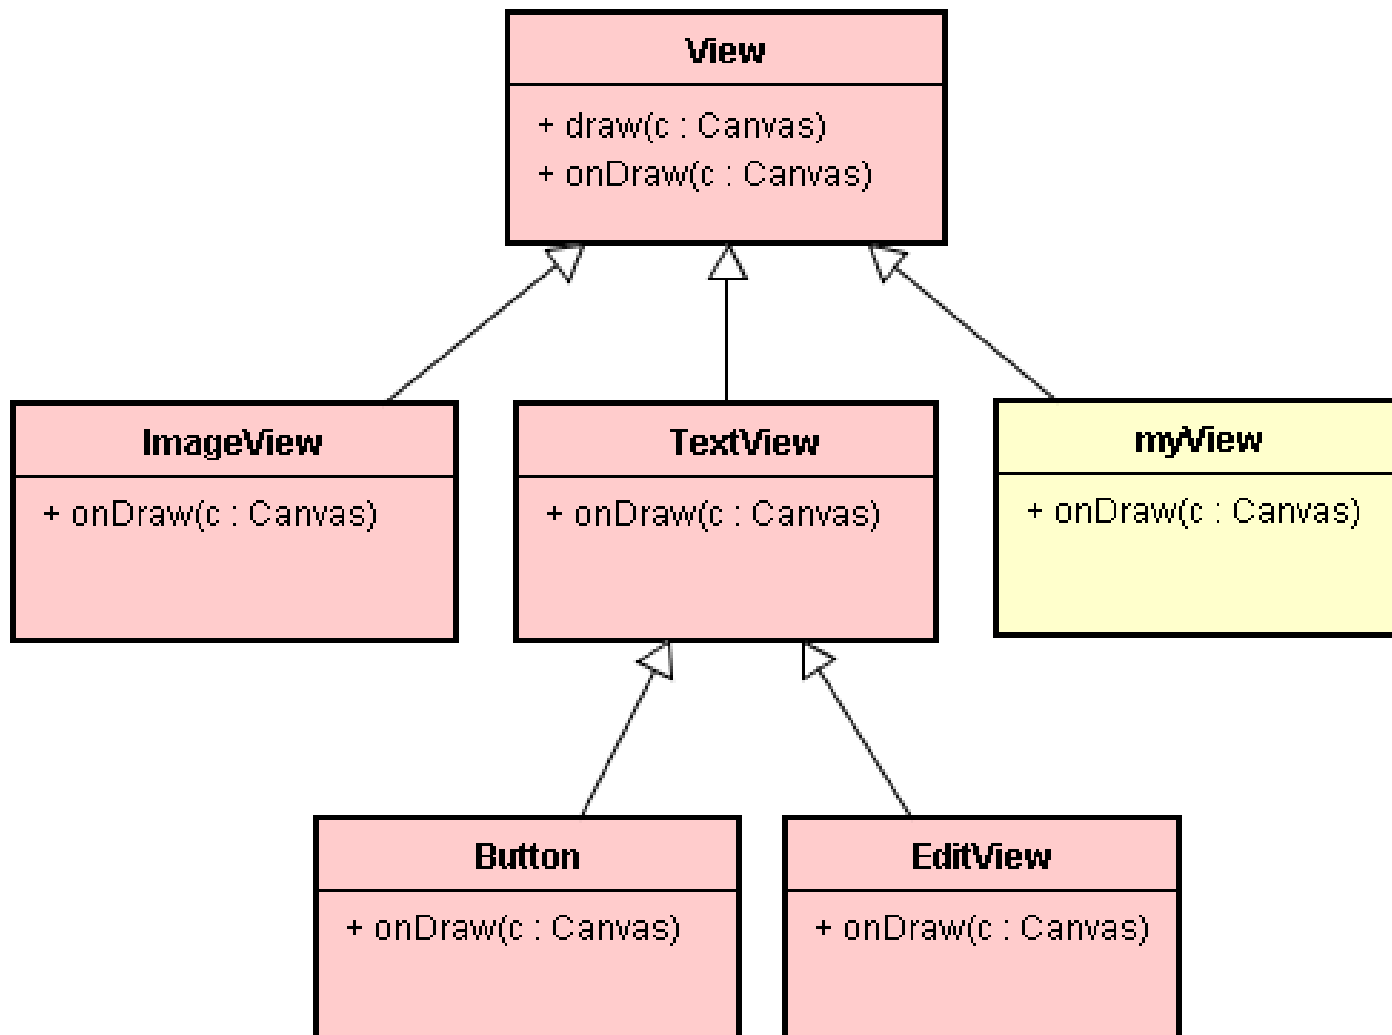 View
+ draw(c : Canvas)
+ onDraw(c : Canvas)
ImageView
+ onDraw(c : Canvas)
TextView
+ onDraw(c : Canvas)
myView
+ onDraw(c : Canvas)
Button
+ onDraw(c : Canvas)
EditView
+ onDraw(c : Canvas)